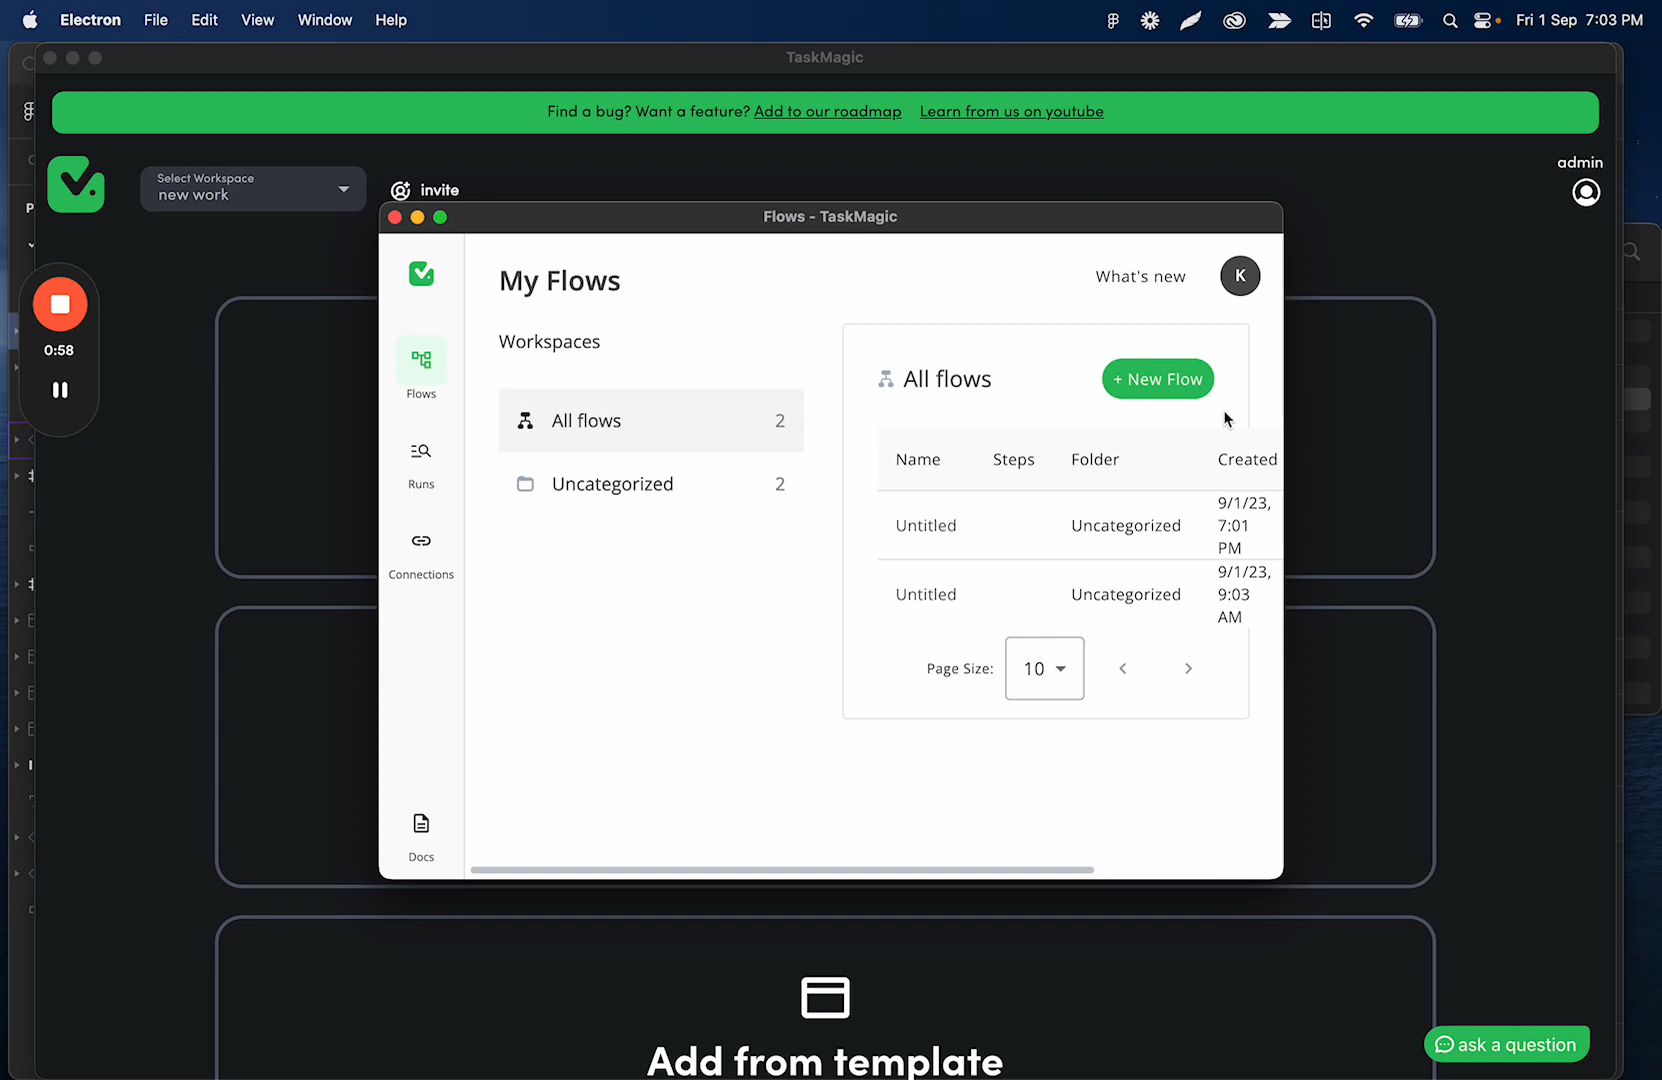 Electron File Edit View Window Help
Fri 1 Sep 7:03 PM
TaskMagic
Find a bug? Want a feature? Add to our roadmap Learn from us on youtube
admin
Select Workspace
new work
invite
Flows - TaskMagic
My Flows
What's new
K
0:58
Flows
Runs
Connections
Docs
Workspaces
All flows 2
Uncategorized 2
All flows
+ New Flow
Name Steps Folder Created
Untitled Uncategorized 9/1/23,
7:01
PM
Untitled Uncategorized 9/1/23,
9:03
AM
Page Size: 10
Add from template
ask a question